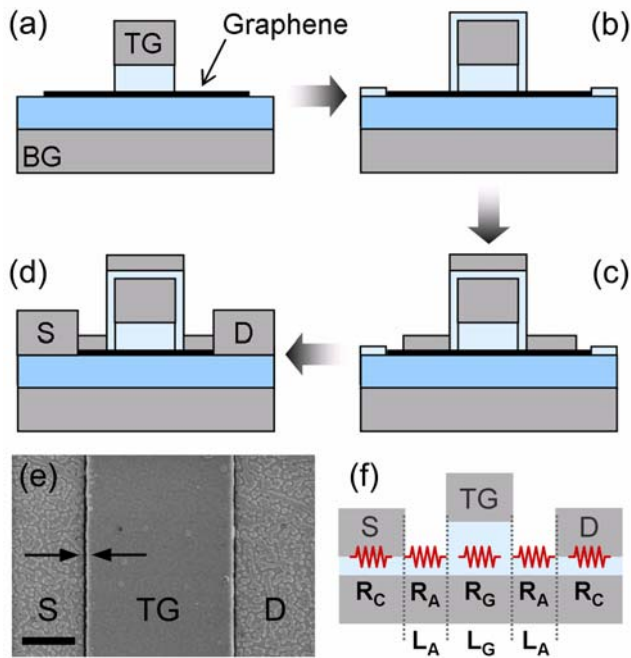 (a)
TG
Graphene
BG
(b)
(d)
S
D
(c)
(e)
S
TG
D
(f)
TG
S
D
R_C R_A R_G R_A R_C
L_A L_G L_A